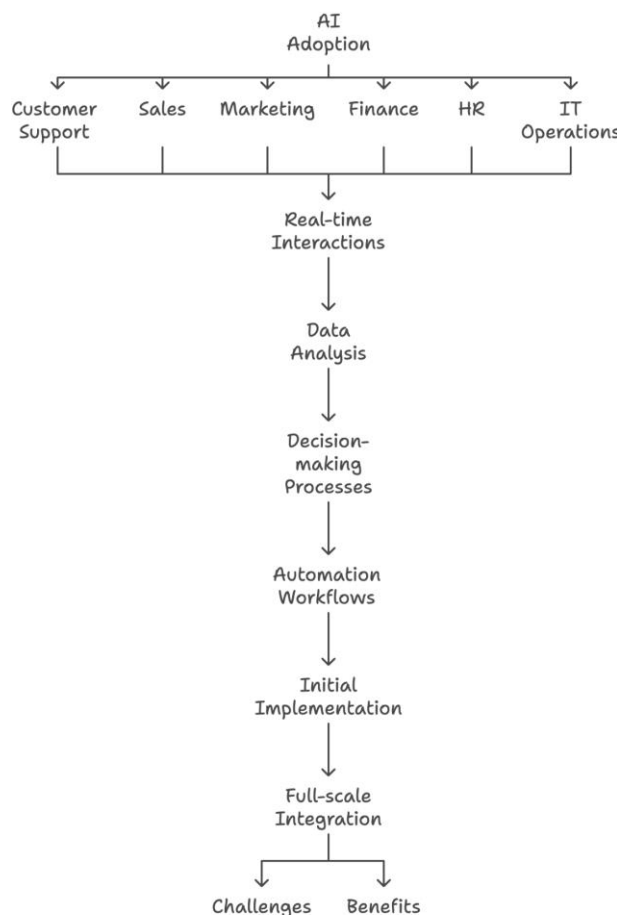 AI
Adoption
Customer
Support
Sales
Marketing
Finance
HR
IT
Operations
Real-time
Interactions
Data
Analysis
Decision-
making
Processes
Automation
Workflows
Initial
Implementation
Full-scale
Integration
Challenges
Benefits